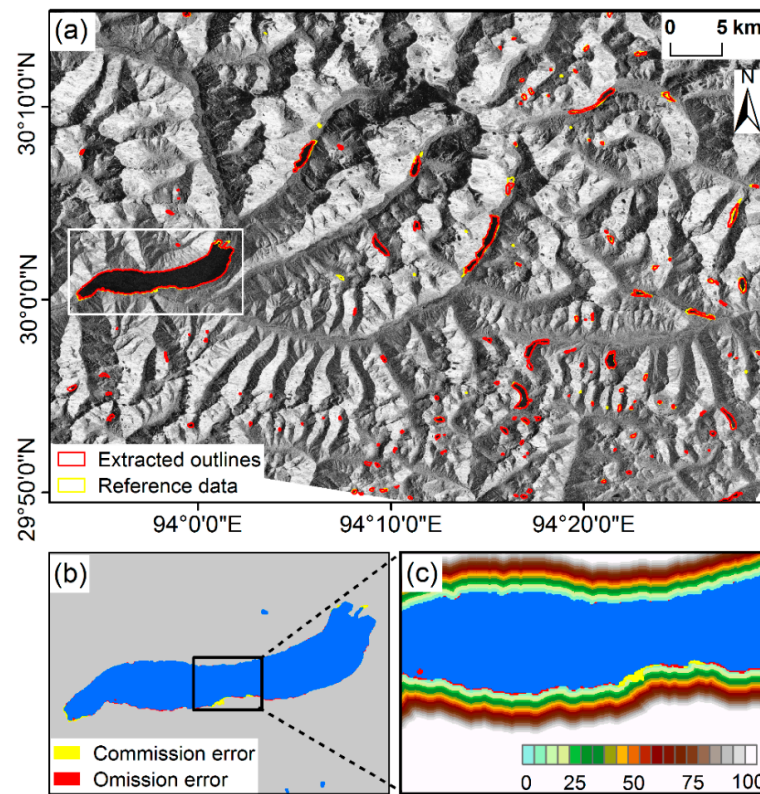 (a)
0 5 km
N
30°10'0"N
30°0'0"N
29°50'0"N
Extracted outlines
Reference data
94°0'0"E 94°10'0"E 94°20'0"E
(b)
Commission error
Omission error
(c)
0 25 50 75 100